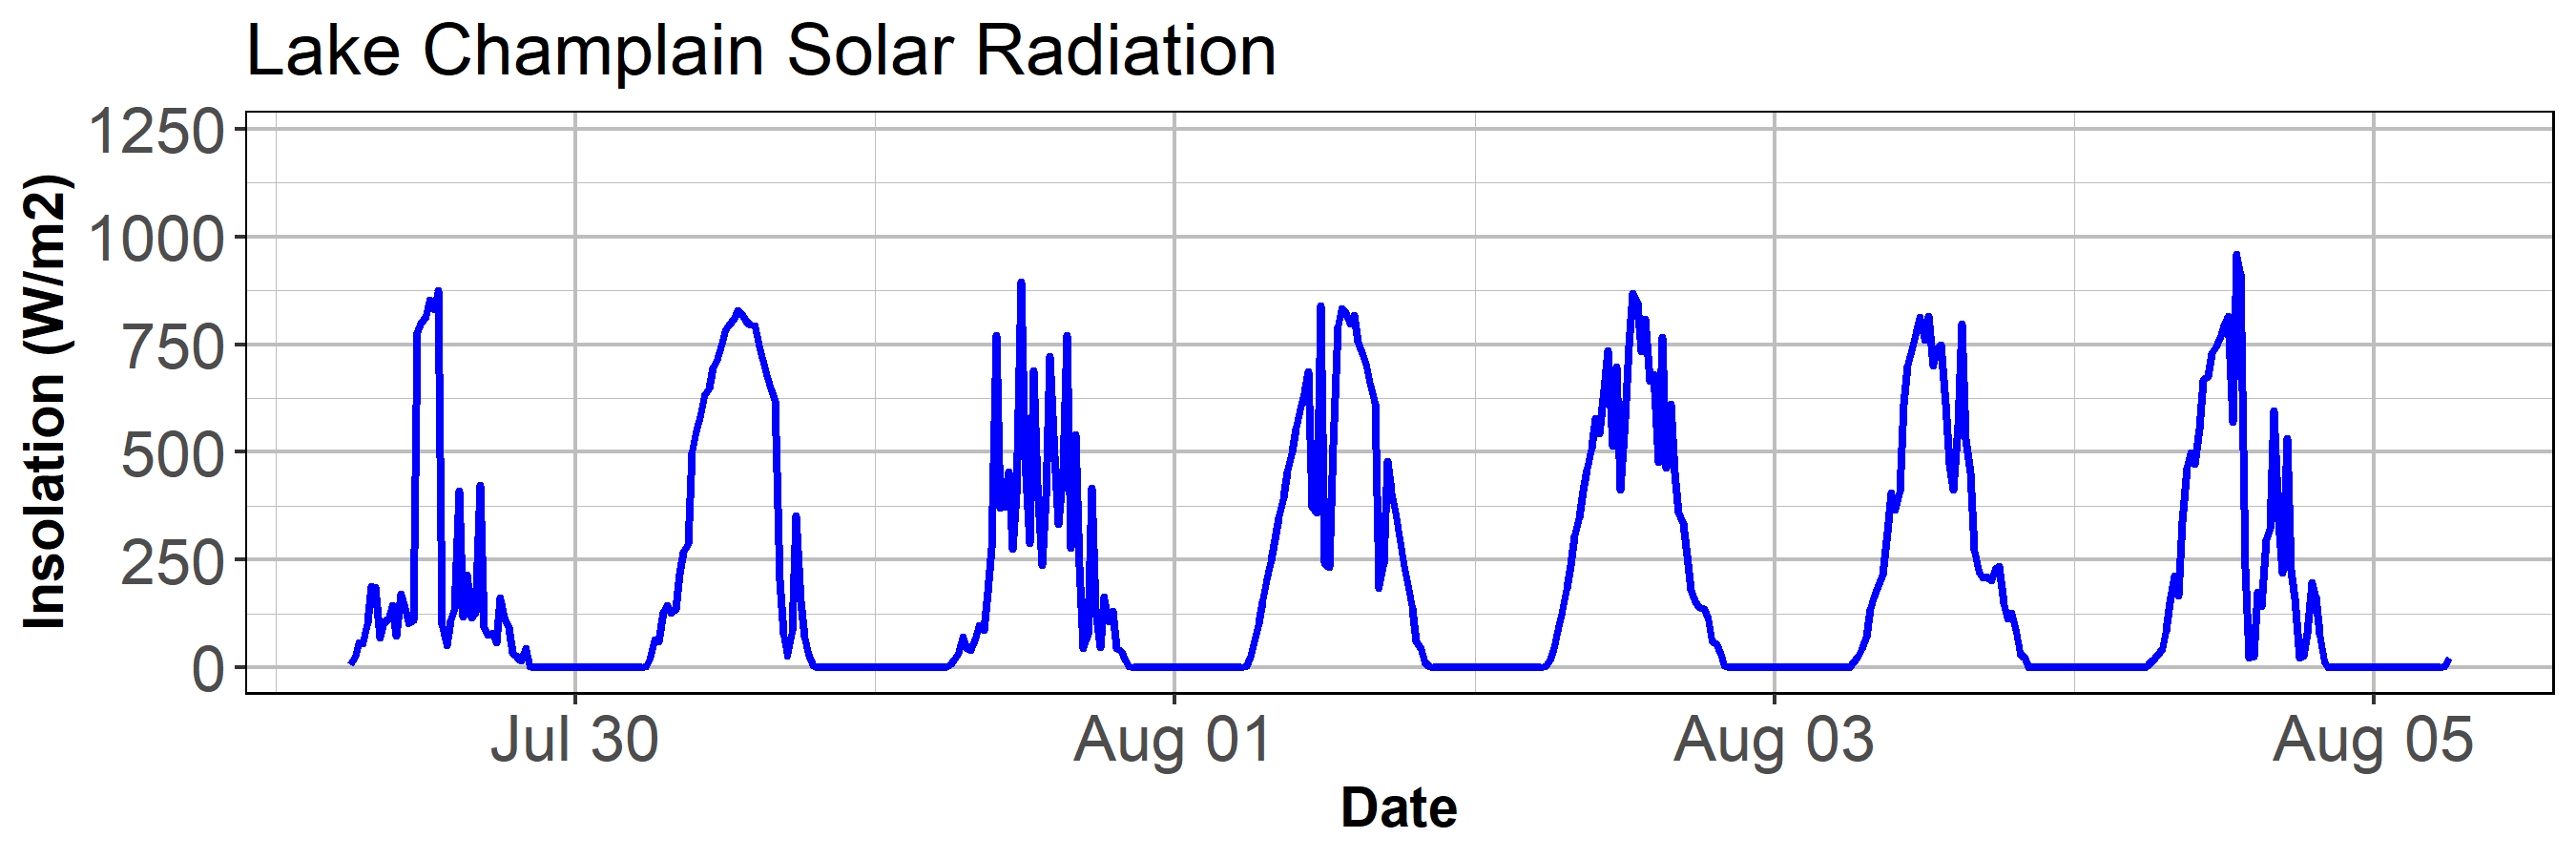 Lake Champlain Solar Radiation
1250
1000
750
500
250
0
Insolation (W/m2)
Jul 30 Aug 01 Aug 03 Aug 05
Date